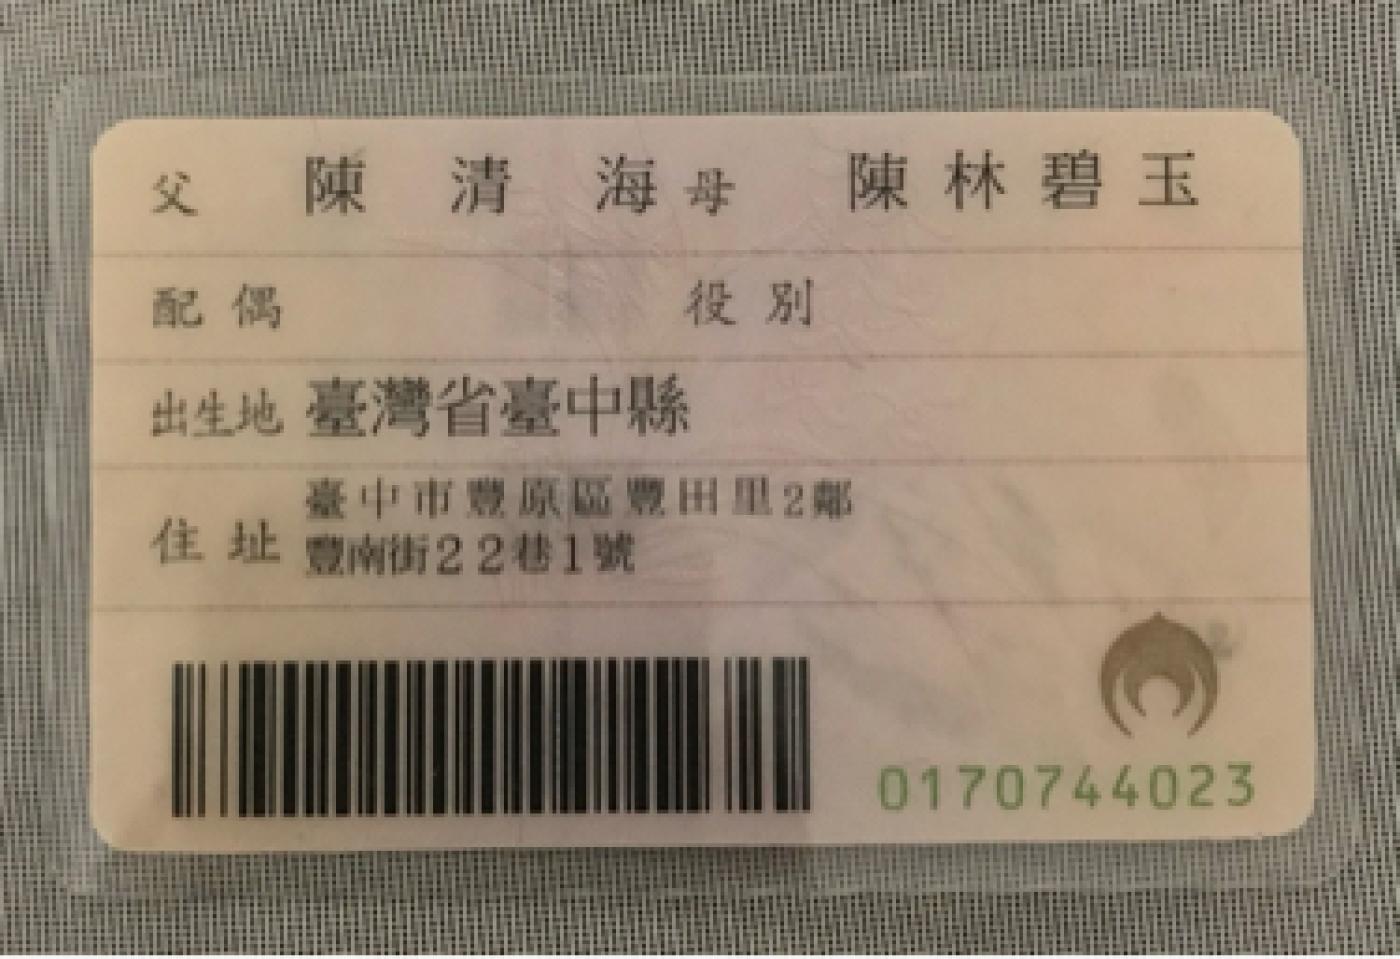 父 陳清海 母 陳林碧玉
配偶 役別
出生地 臺灣省臺中縣
住址 臺中市豐原區豐田里2鄰
豐南街22巷1號
0170744023